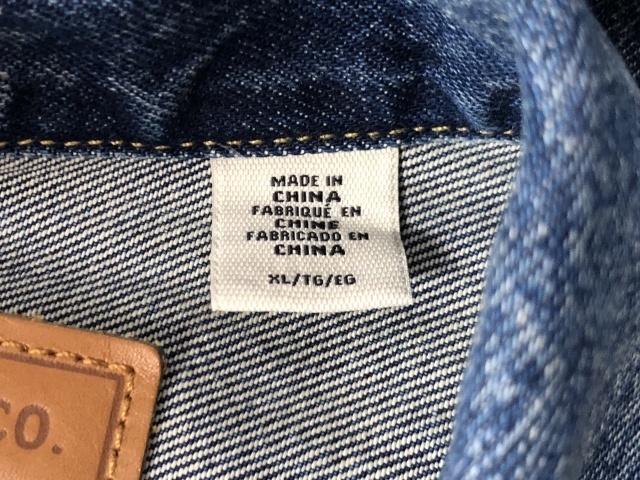 MADE IN
CHINA
FABRIQUÉ EN
CHINE
FABRICADO EN
CHINA
XL/TG/EG
CO.